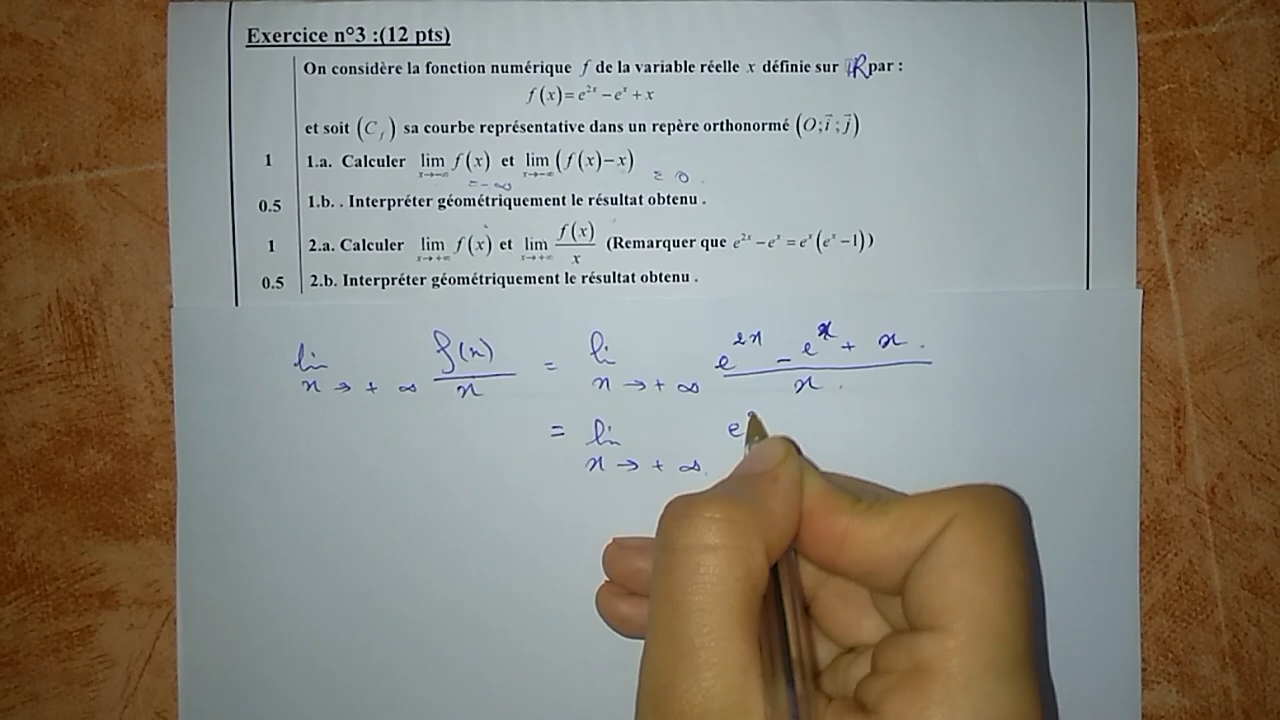 Exercice n°3 :(12 pts)
On considère la fonction numérique f de la variable réelle x définie sur ℝ par :
f(x)=e^{2x} − e^x + x
et soit (C_f) sa courbe représentative dans un repère orthonormé (O;i⃗;j⃗)
1 1.a. Calculer lim_{x→−∞} f(x) et lim_{x→−∞} (f(x)−x)
= −∞ = 0
0.5 1.b. . Interpréter géométriquement le résultat obtenu .
1 2.a. Calculer lim_{x→+∞} f(x) et lim_{x→+∞} f(x)/x (Remarquer que e^{2x} − e^x = e^x(e^x −1))
0.5 2.b. Interpréter géométriquement le résultat obtenu .
lim_{x→+∞} f(x)/x = lim_{x→+∞} (e^{2x} − e^x + x)/x
= lim_{x→+∞} e